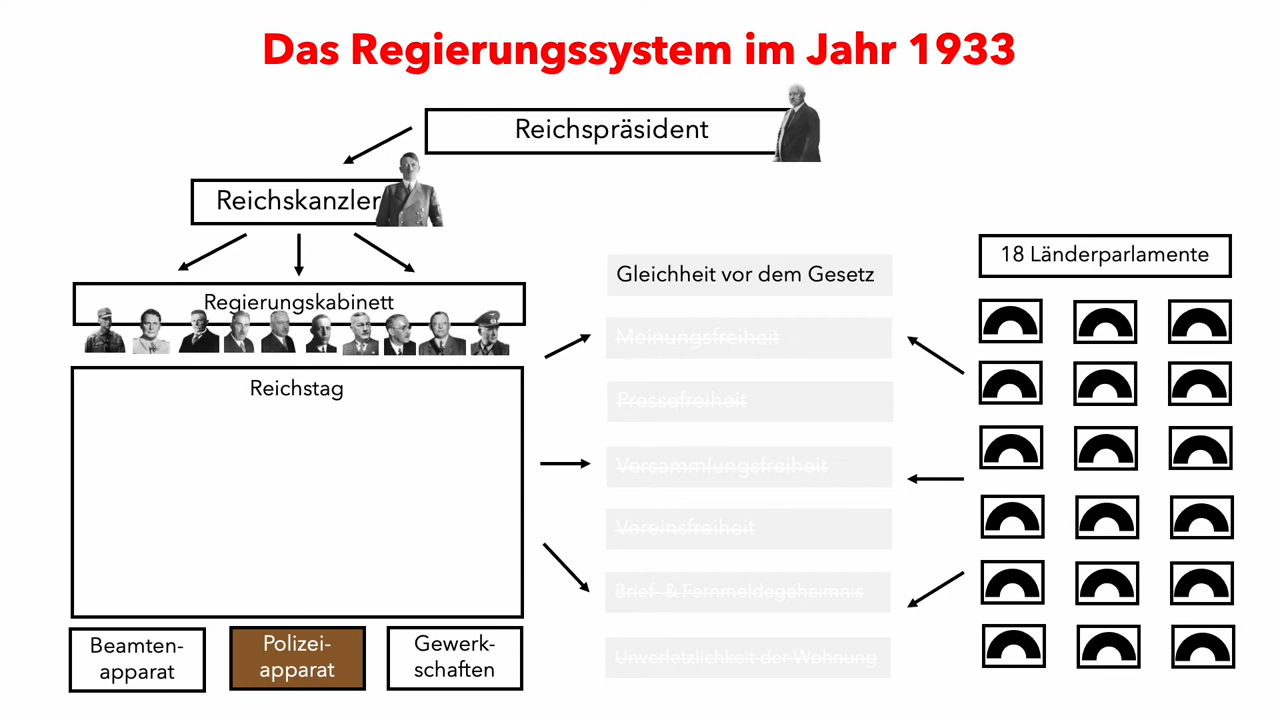 Das Regierungssystem im Jahr 1933
Reichspräsident
Reichskanzler
Regierungskabinett
Reichstag
Beamten-
apparat
Polizei-
apparat
Gewerk-
schaften
Gleichheit vor dem Gesetz
Meinungsfreiheit
Pressefreiheit
Versammlungsfreiheit
Vereinsfreiheit
Brief- & Fernmeldegeheimnis
Unverletzlichkeit der Wohnung
18 Länderparlamente